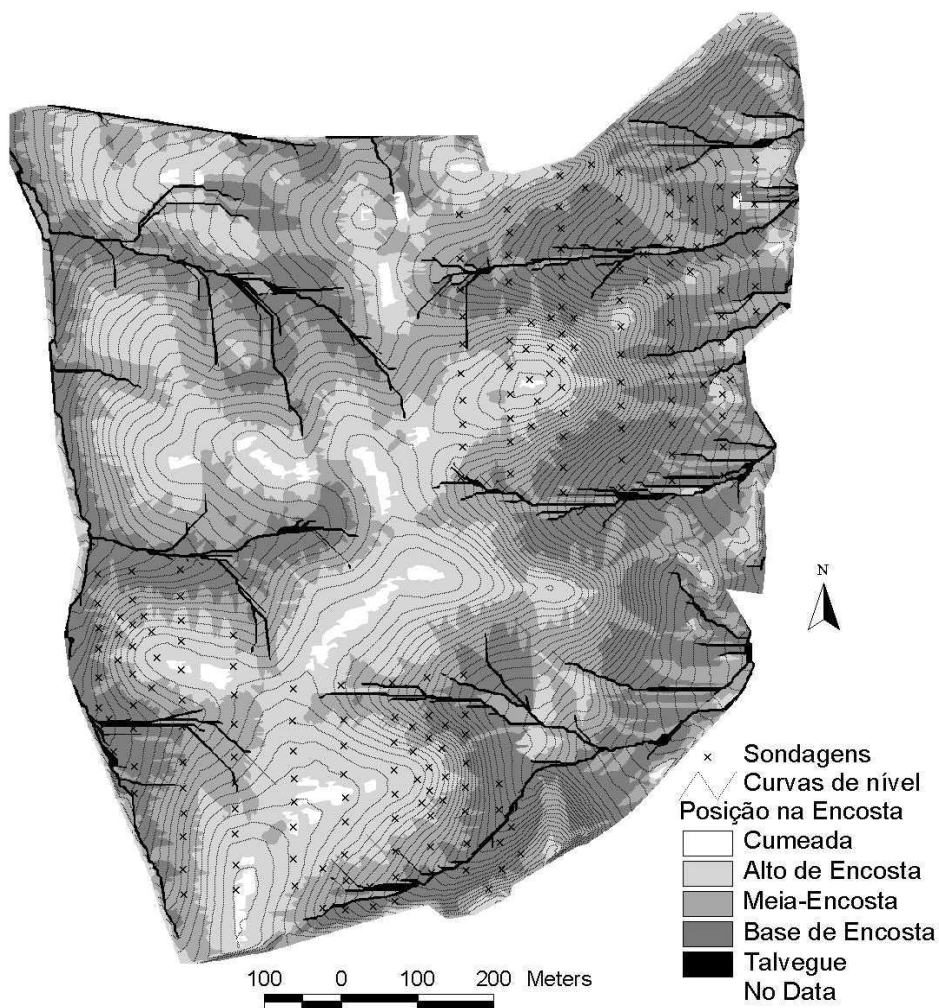 N
Sondagens
Curvas de nível
Posição na Encosta
Cumeada
Alto de Encosta
Meia-Encosta
Base de Encosta
Talvegue
No Data
100 0 100 200 Meters